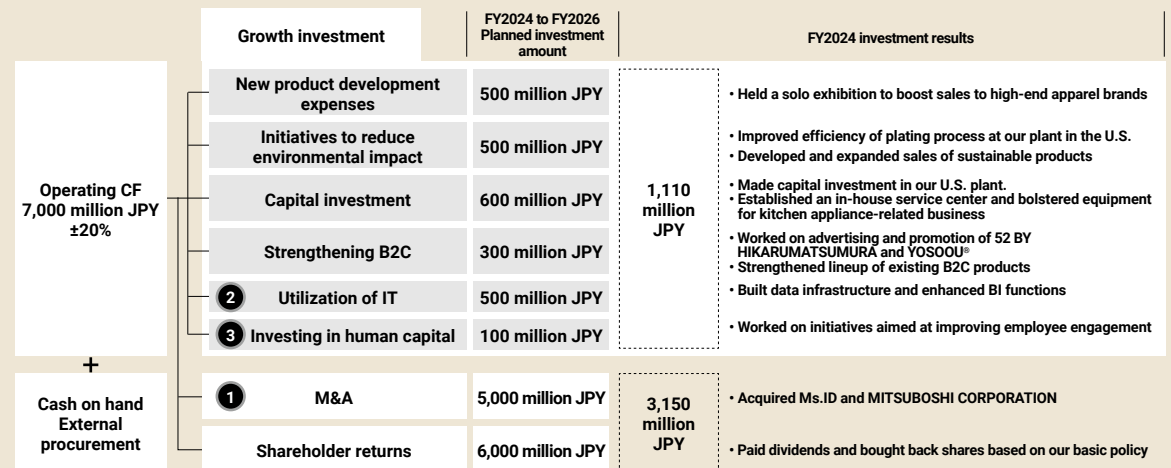 Growth investment
FY2024 to FY2026
Planned investment
amount
FY2024 investment results
Operating CF
7,000 million JPY
±20%
+
Cash on hand
External
procurement
New product development
expenses
500 million JPY
• Held a solo exhibition to boost sales to high-end apparel brands
Initiatives to reduce
environmental impact
500 million JPY
• Improved efficiency of plating process at our plant in the U.S.
• Developed and expanded sales of sustainable products
Capital investment
600 million JPY
1,110
million
JPY
• Made capital investment in our U.S. plant.
• Established an in-house service center and bolstered equipment
for kitchen appliance-related business
Strengthening B2C
300 million JPY
• Worked on advertising and promotion of 52 BY
HIKARUMATSUMURA and YOSOOU®
• Strengthened lineup of existing B2C products
2 Utilization of IT
500 million JPY
• Built data infrastructure and enhanced BI functions
3 Investing in human capital
100 million JPY
• Worked on initiatives aimed at improving employee engagement
1 M&A
5,000 million JPY
3,150
million
JPY
• Acquired Ms.ID and MITSUBOSHI CORPORATION
Shareholder returns
6,000 million JPY
• Paid dividends and bought back shares based on our basic policy